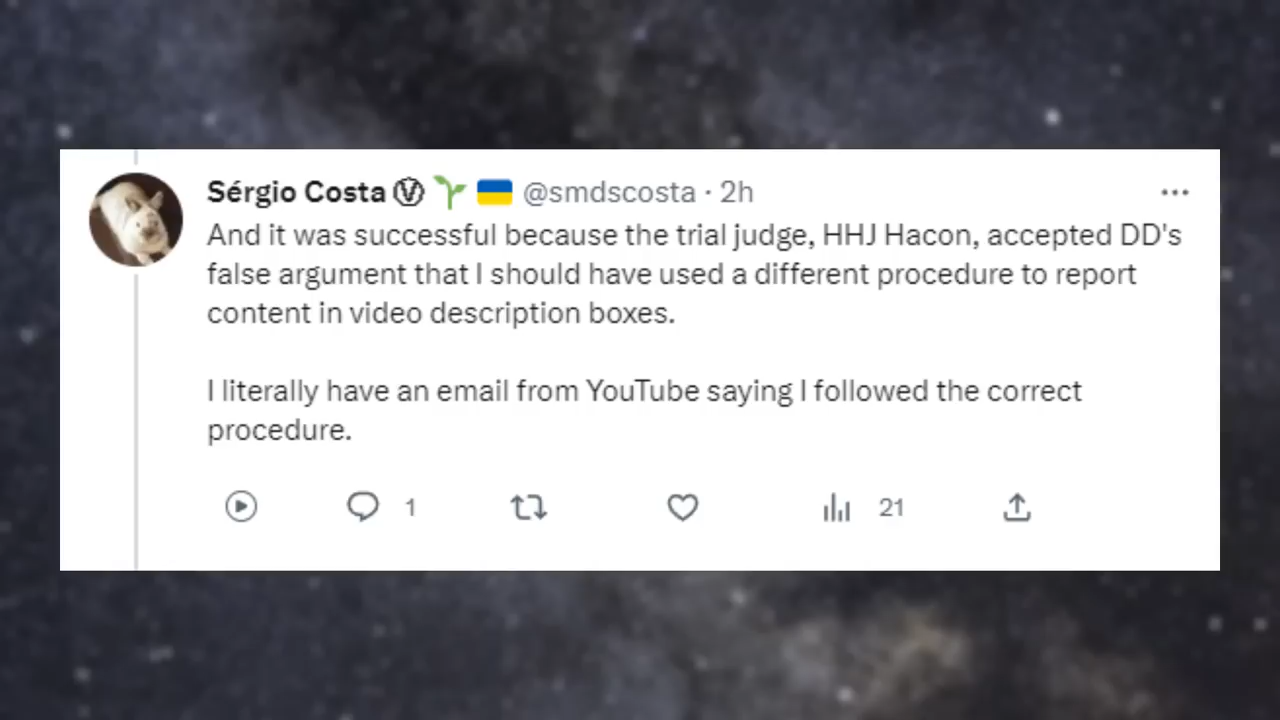 Sérgio Costa Ⓥ 🌱 🇺🇦 @smdscosta · 2h
And it was successful because the trial judge, HHJ Hacon, accepted DD's
false argument that I should have used a different procedure to report
content in video description boxes.
I literally have an email from YouTube saying I followed the correct
procedure.
1 21